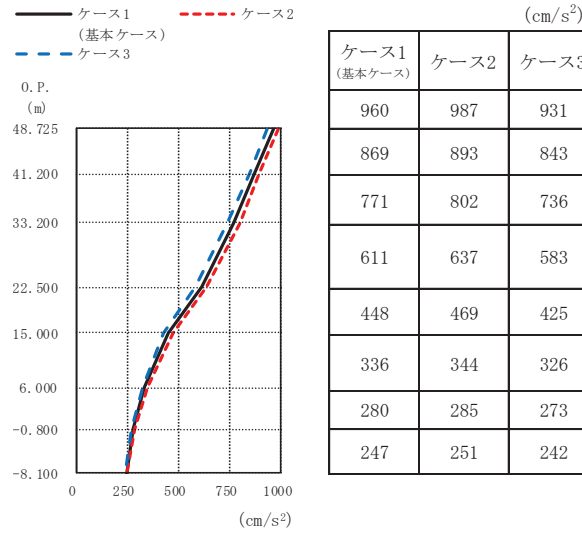 ケース1
(基本ケース)
ケース2
ケース3
O.P.
(m)
48.725
41.200
33.200
22.500
15.000
6.000
-0.800
-8.100
0 250 500 750 1000
(cm/s²)
(cm/s²)
ケース1 ケース2 ケース3
(基本ケース)
960 987 931
869 893 843
771 802 736
611 637 583
448 469 425
336 344 326
280 285 273
247 251 242